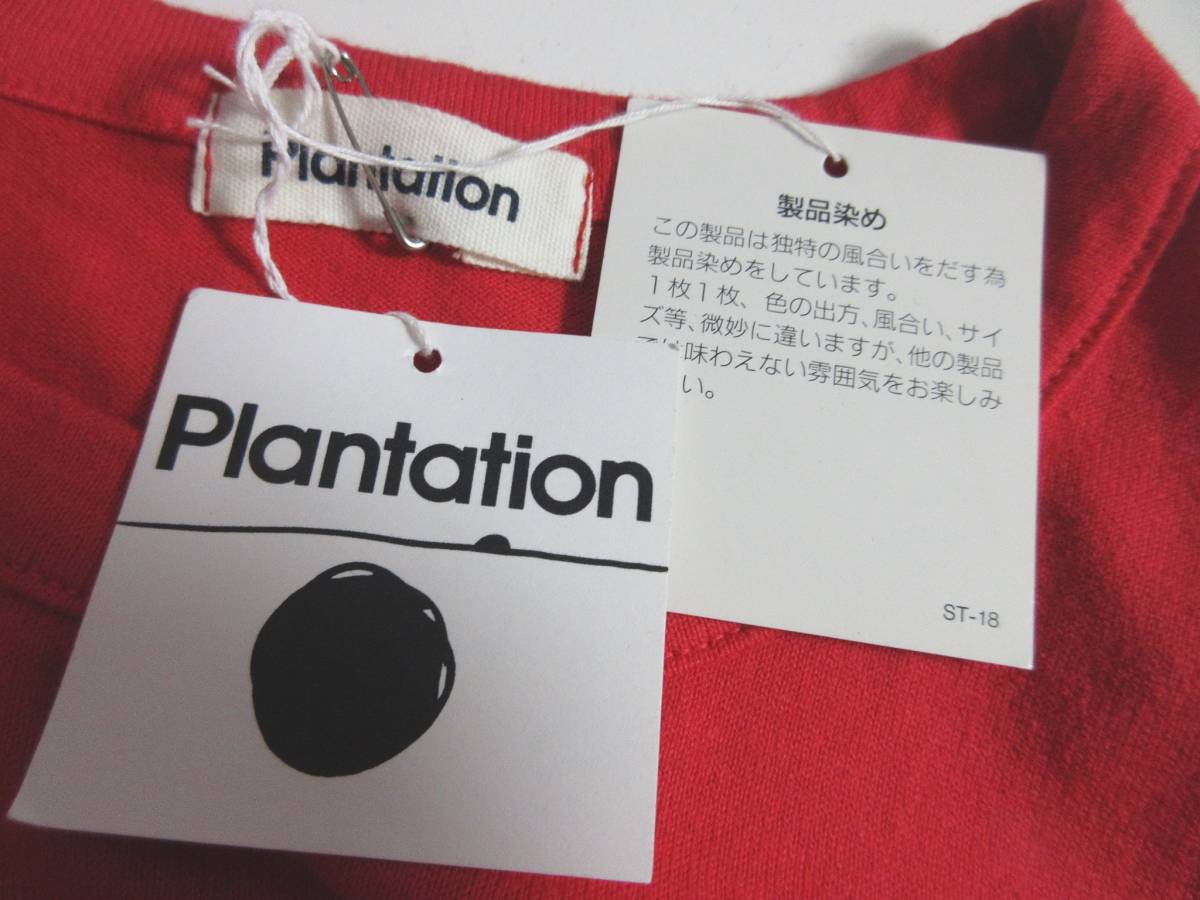 Plantation
製品染め
この製品は独特の風合いをだす為
製品染めをしています。
1枚1枚、色の出方、風合い、サイ
ズ等、微妙に違いますが、他の製品
味わえない雰囲気をお楽しみ
い。
ST-18
Plantation